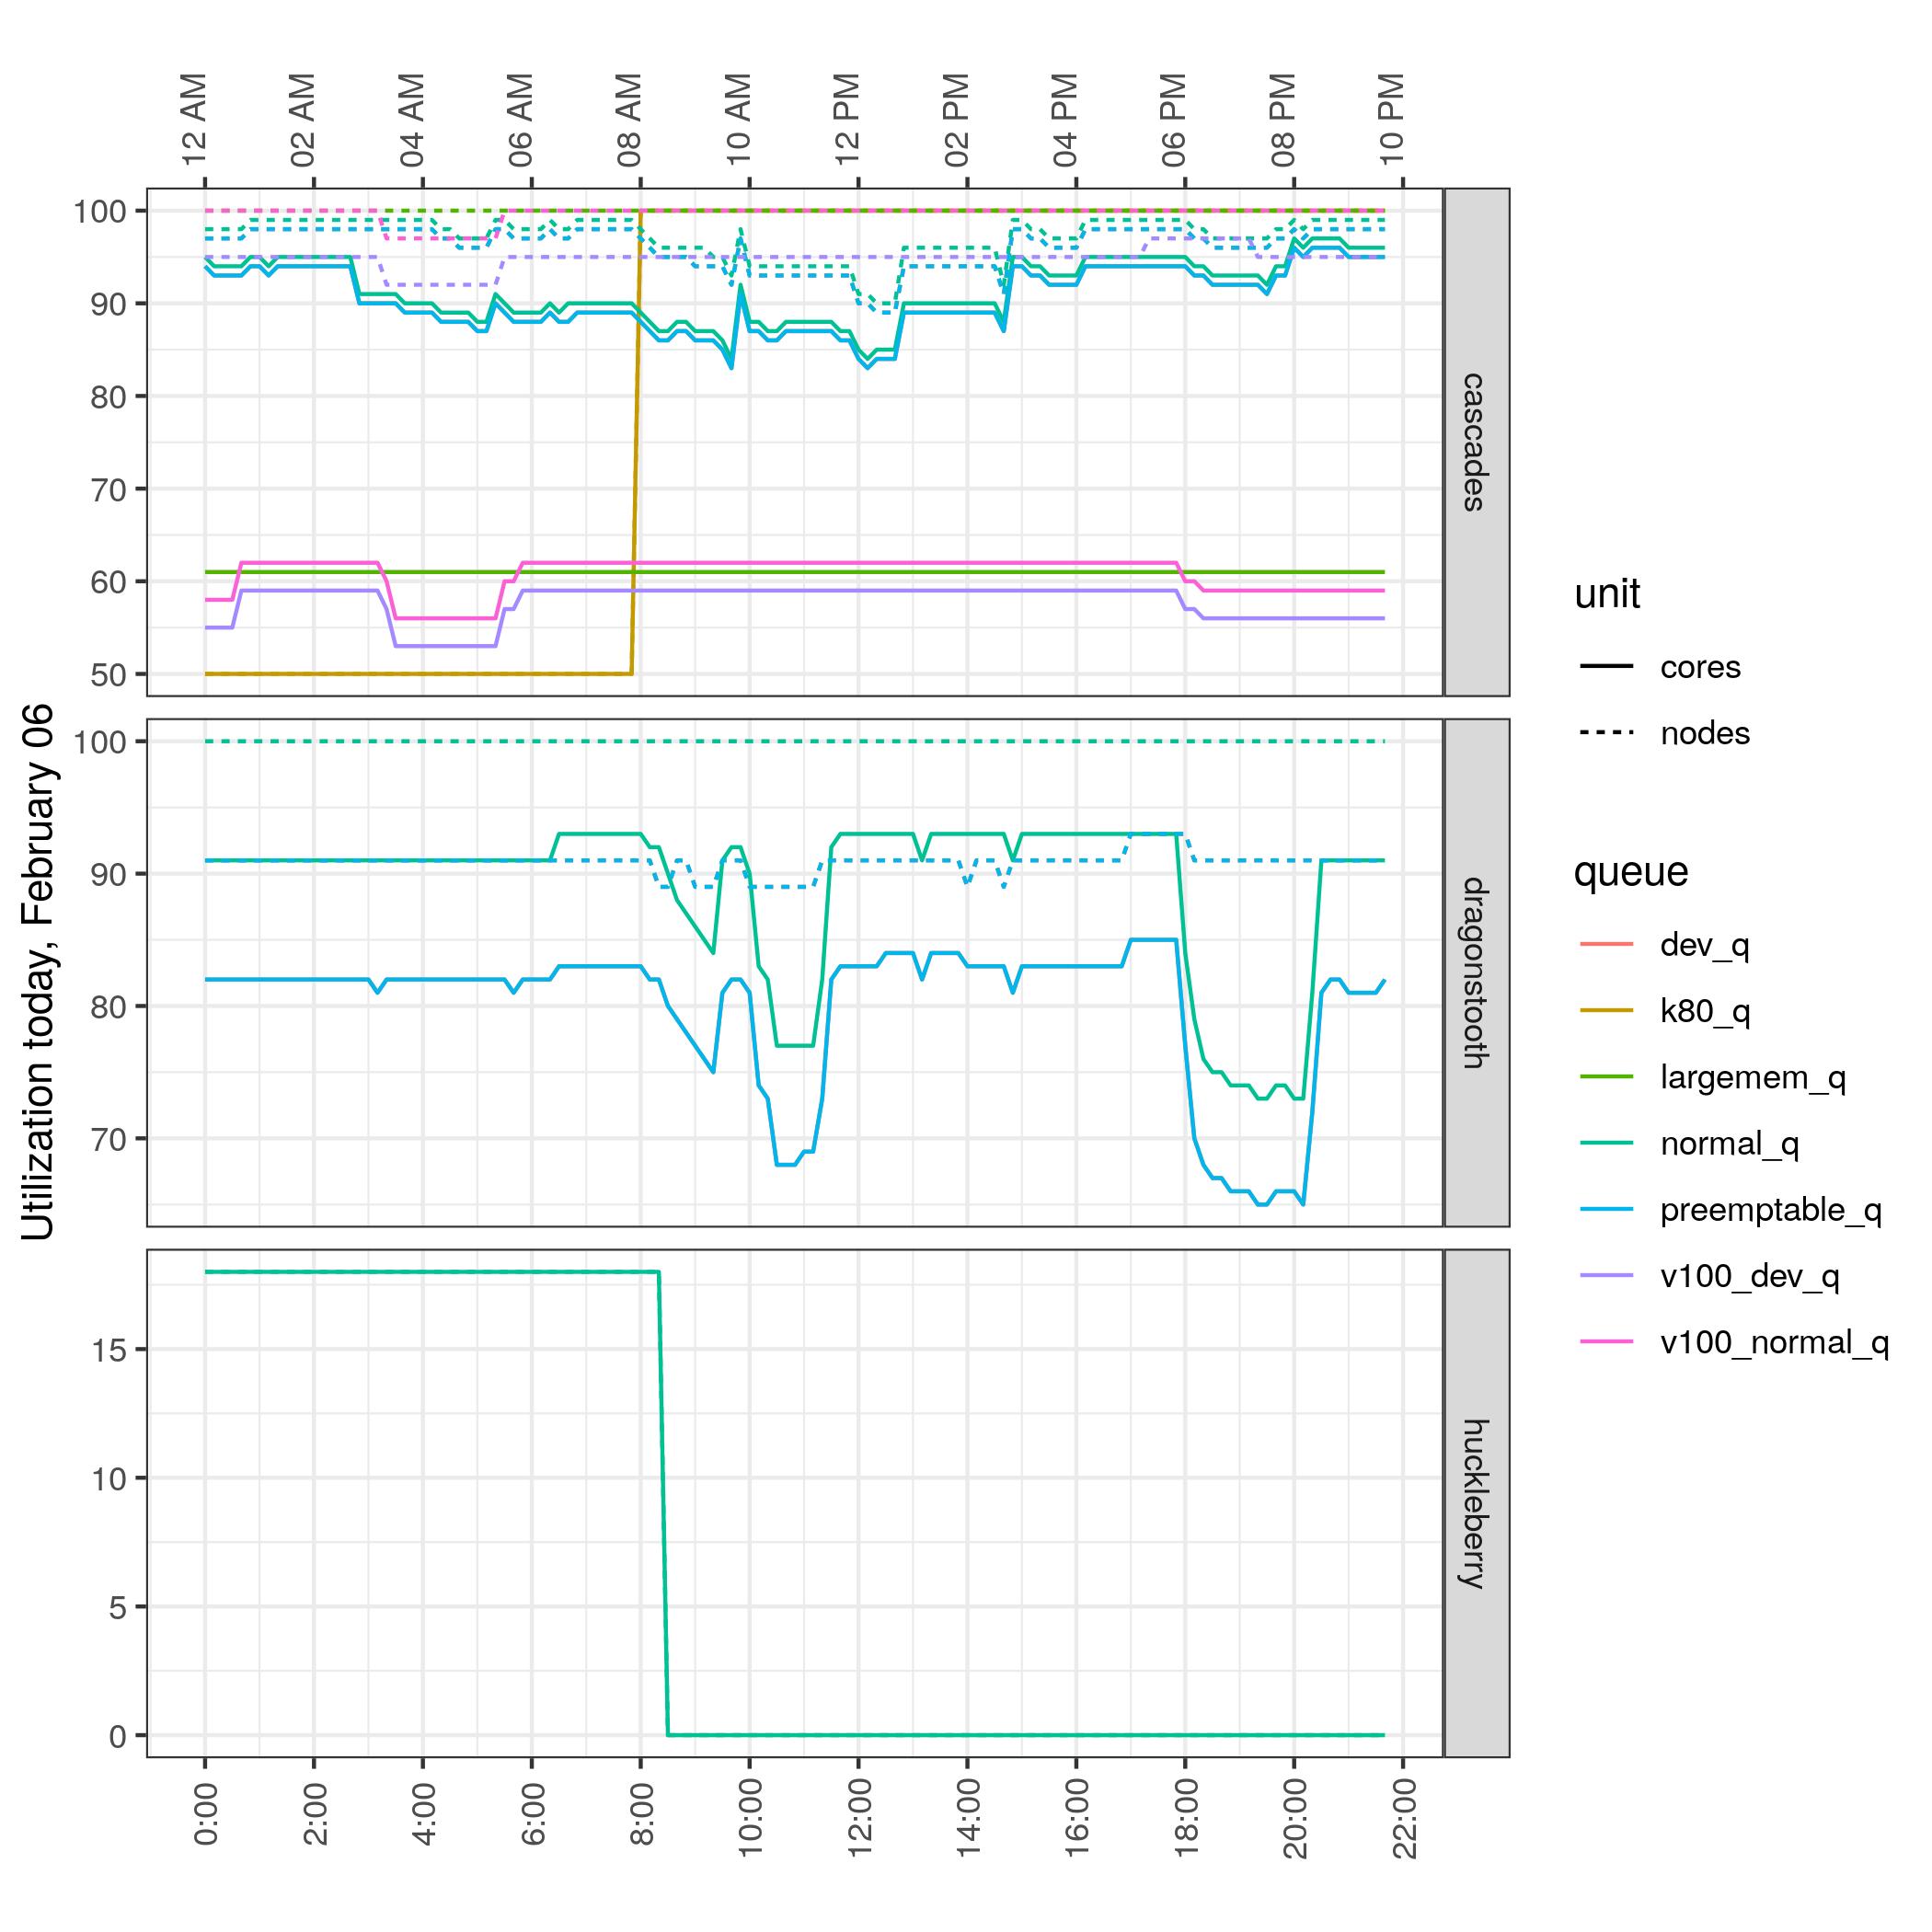 12 AM
02 AM
04 AM
06 AM
08 AM
10 AM
12 PM
02 PM
04 PM
06 PM
08 PM
10 PM
Utilization today, February 06
100
90
80
70
60
50
cascades
100
90
80
70
dragonstooth
15
10
5
0
huckleberry
0:00
2:00
4:00
6:00
8:00
10:00
12:00
14:00
16:00
18:00
20:00
22:00
unit
cores
nodes
queue
dev_q
k80_q
largemem_q
normal_q
preemptable_q
v100_dev_q
v100_normal_q